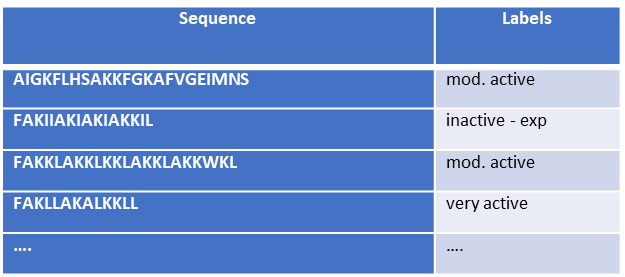 Sequence Labels
AIGKFLHSAKKFGKAFVGEIMNS mod. active
FAKIIAKIAKIAKKIL inactive - exp
FAKKLAKKLKKLAKKLAKKWKL mod. active
FAKLLAKALKKLL very active
.... ....